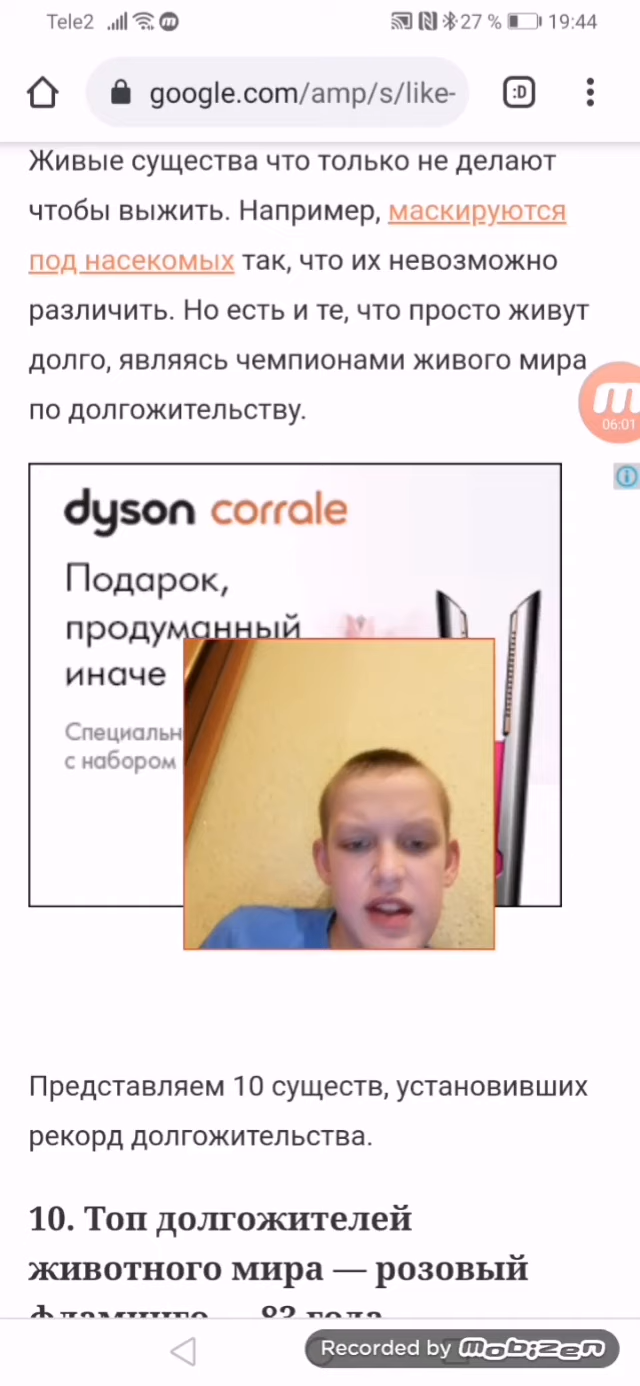 Tele2 27 % 19:44
google.com/amp/s/like-
:D
Живые существа что только не делают
чтобы выжить. Например, маскируются
под насекомых так, что их невозможно
различить. Но есть и те, что просто живут
долго, являясь чемпионами живого мира
по долгожительству.
m
06:01
dyson corrale
Подарок,
продуманный
иначе
Специальн
с набором
Представляем 10 существ, установивших
рекорд долгожительства.
10. Топ долгожителей
животного мира — розовый
фламинго — 83 года
Recorded by mobizen